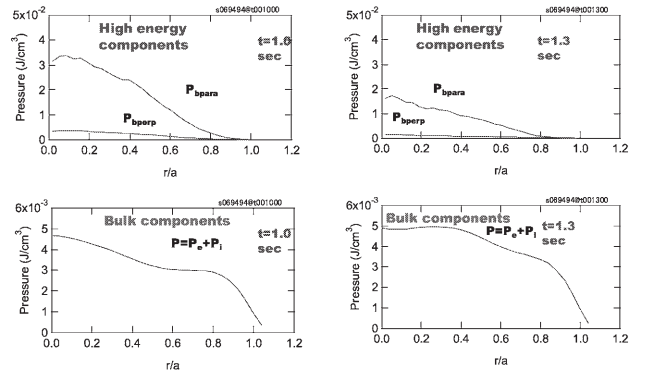 s069494@t001000
5x10-2
High energy components
t=1.0 sec
Pbpara
Pbperp
Pressure (J/cm3)
4
3
2
1
0
0.0 0.2 0.4 0.6 0.8 1.0 1.2
r/a
s069494@t001300
5x10-2
High energy components
t=1.3 sec
Pbpara
Pbperp
Pressure (J/cm3)
4
3
2
1
0
0.0 0.2 0.4 0.6 0.8 1.0 1.2
r/a
s069494@t001000
6x10-3
Bulk components
t=1.0 sec
P=Pe+Pi
Pressure (J/cm3)
5
4
3
2
1
0
0.0 0.2 0.4 0.6 0.8 1.0 1.2
r/a
s069494@t001300
6x10-3
Bulk components
P=Pe+Pi
t=1.3 sec
Pressure (J/cm3)
5
4
3
2
1
0
0.0 0.2 0.4 0.6 0.8 1.0 1.2
r/a